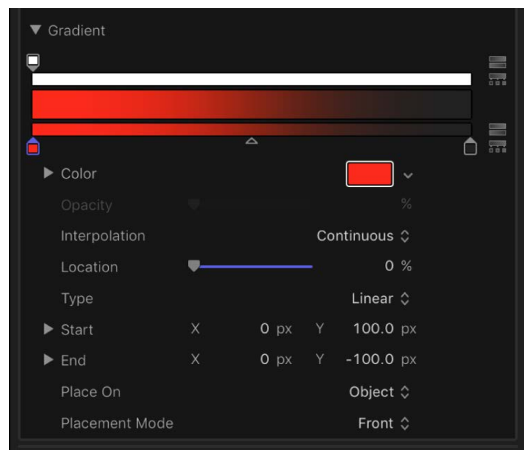 Gradient
Color
Opacity %
Interpolation Continuous
Location 0 %
Type Linear
Start X 0 px Y 100.0 px
End X 0 px Y -100.0 px
Place On Object
Placement Mode Front